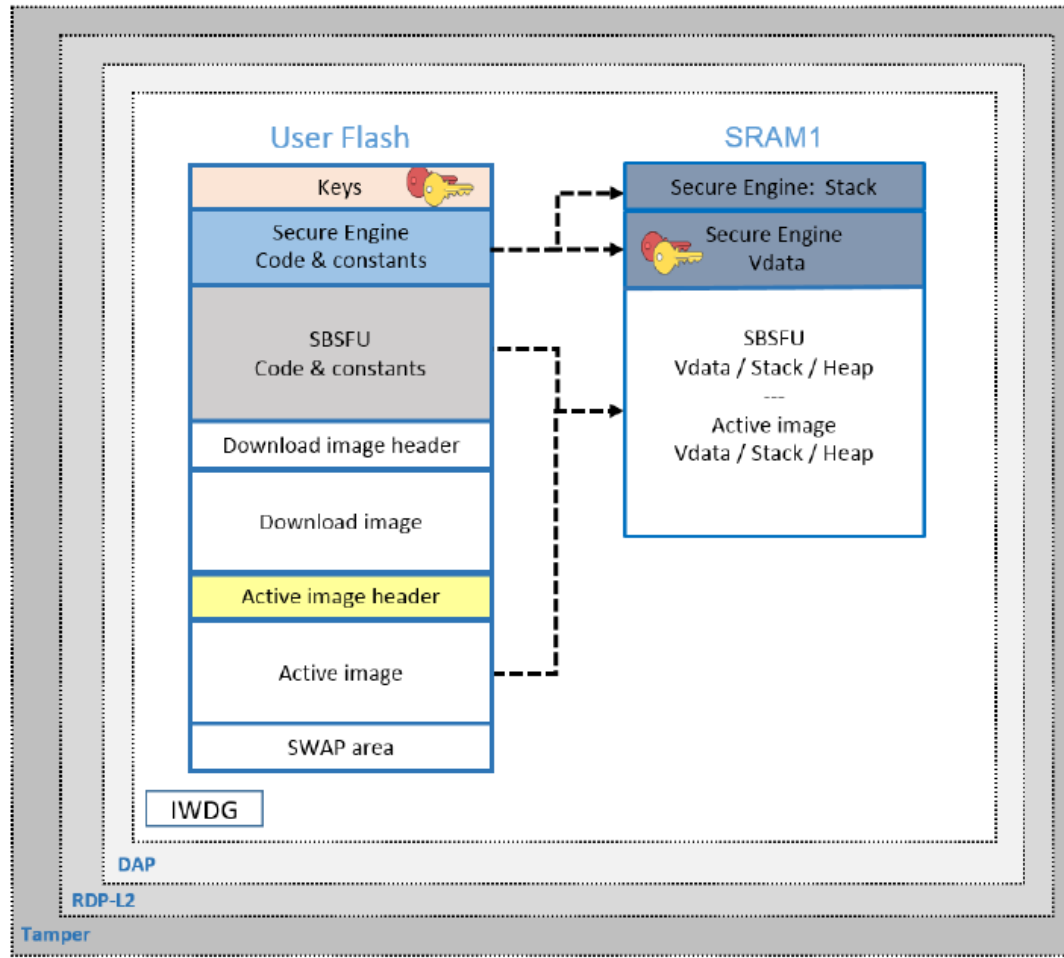 User Flash
Keys
Secure Engine
Code & constants
SBSFU
Code & constants
Download image header
Download image
Active image header
Active image
SWAP area
SRAM1
Secure Engine: Stack
Secure Engine
Vdata
SBSFU
Vdata / Stack / Heap
---
Active image
Vdata / Stack / Heap
IWDG
DAP
RDP-L2
Tamper